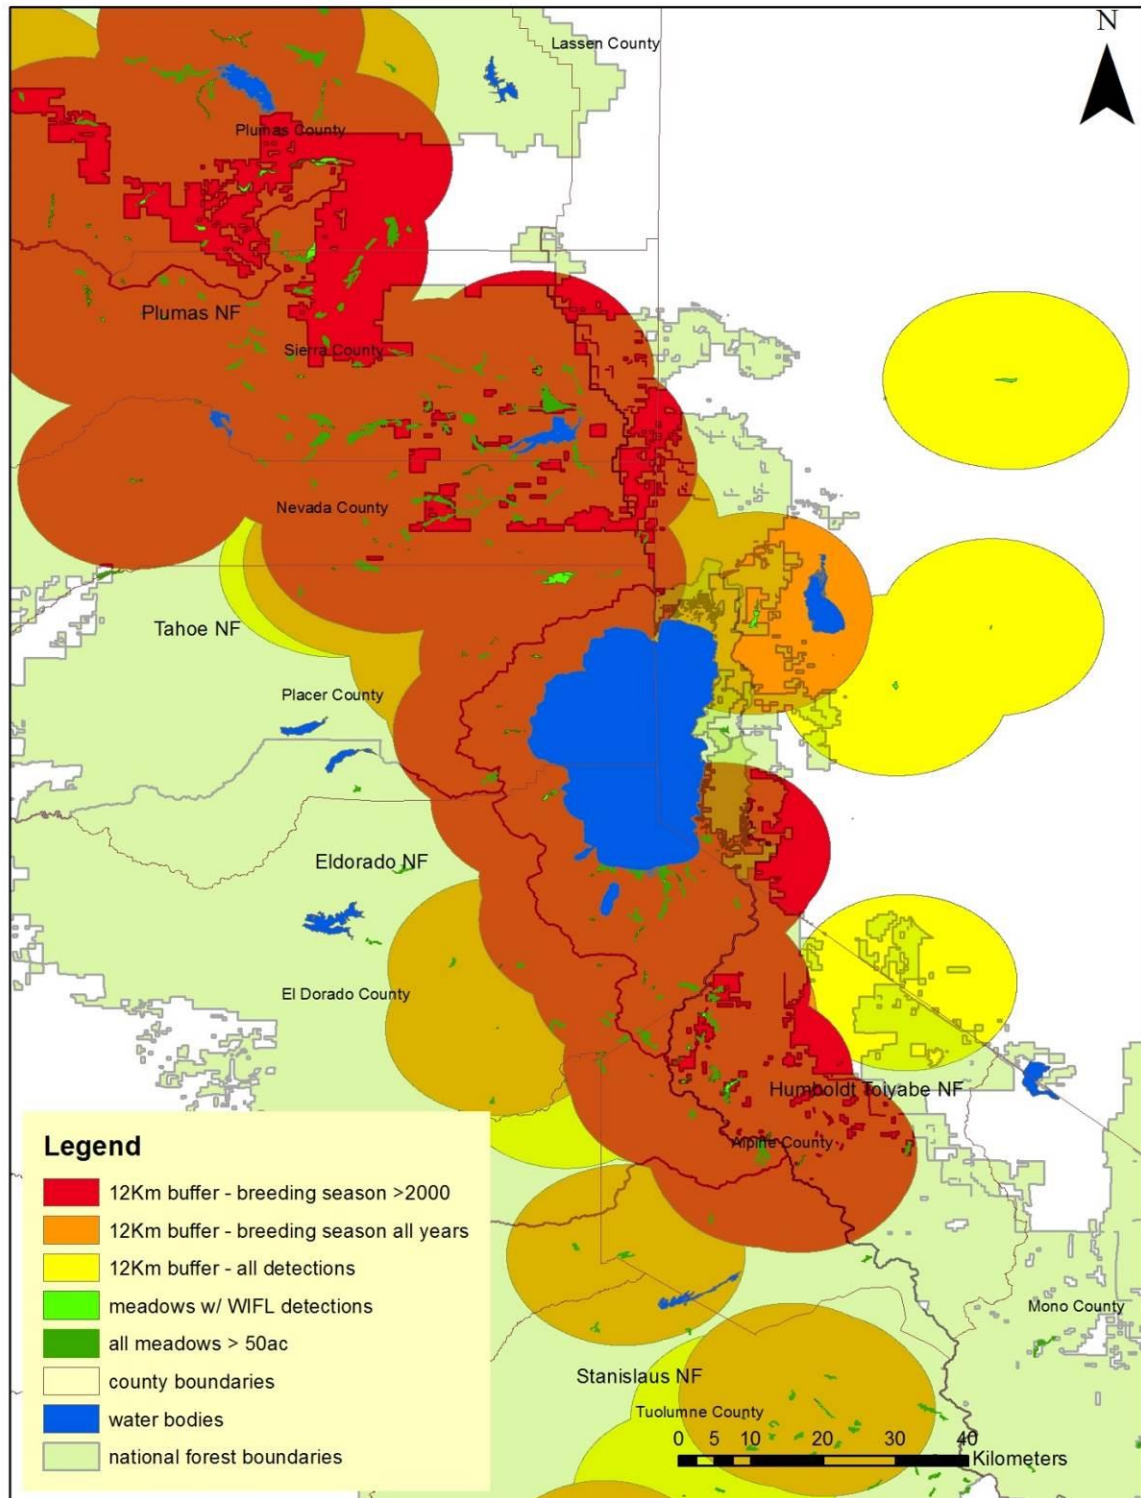 N
Lassen County
Plumas County
Plumas NF
Sierra County
Nevada County
Tahoe NF
Placer County
Eldorado NF
El Dorado County
Humboldt Toiyabe NF
Alpine County
Mono County
Stanislaus NF
Tuolumne County
0 5 10 20 30 40
Kilometers
Legend
12Km buffer - breeding season >2000
12Km buffer - breeding season all years
12Km buffer - all detections
meadows w/ WIFL detections
all meadows > 50ac
county boundaries
water bodies
national forest boundaries